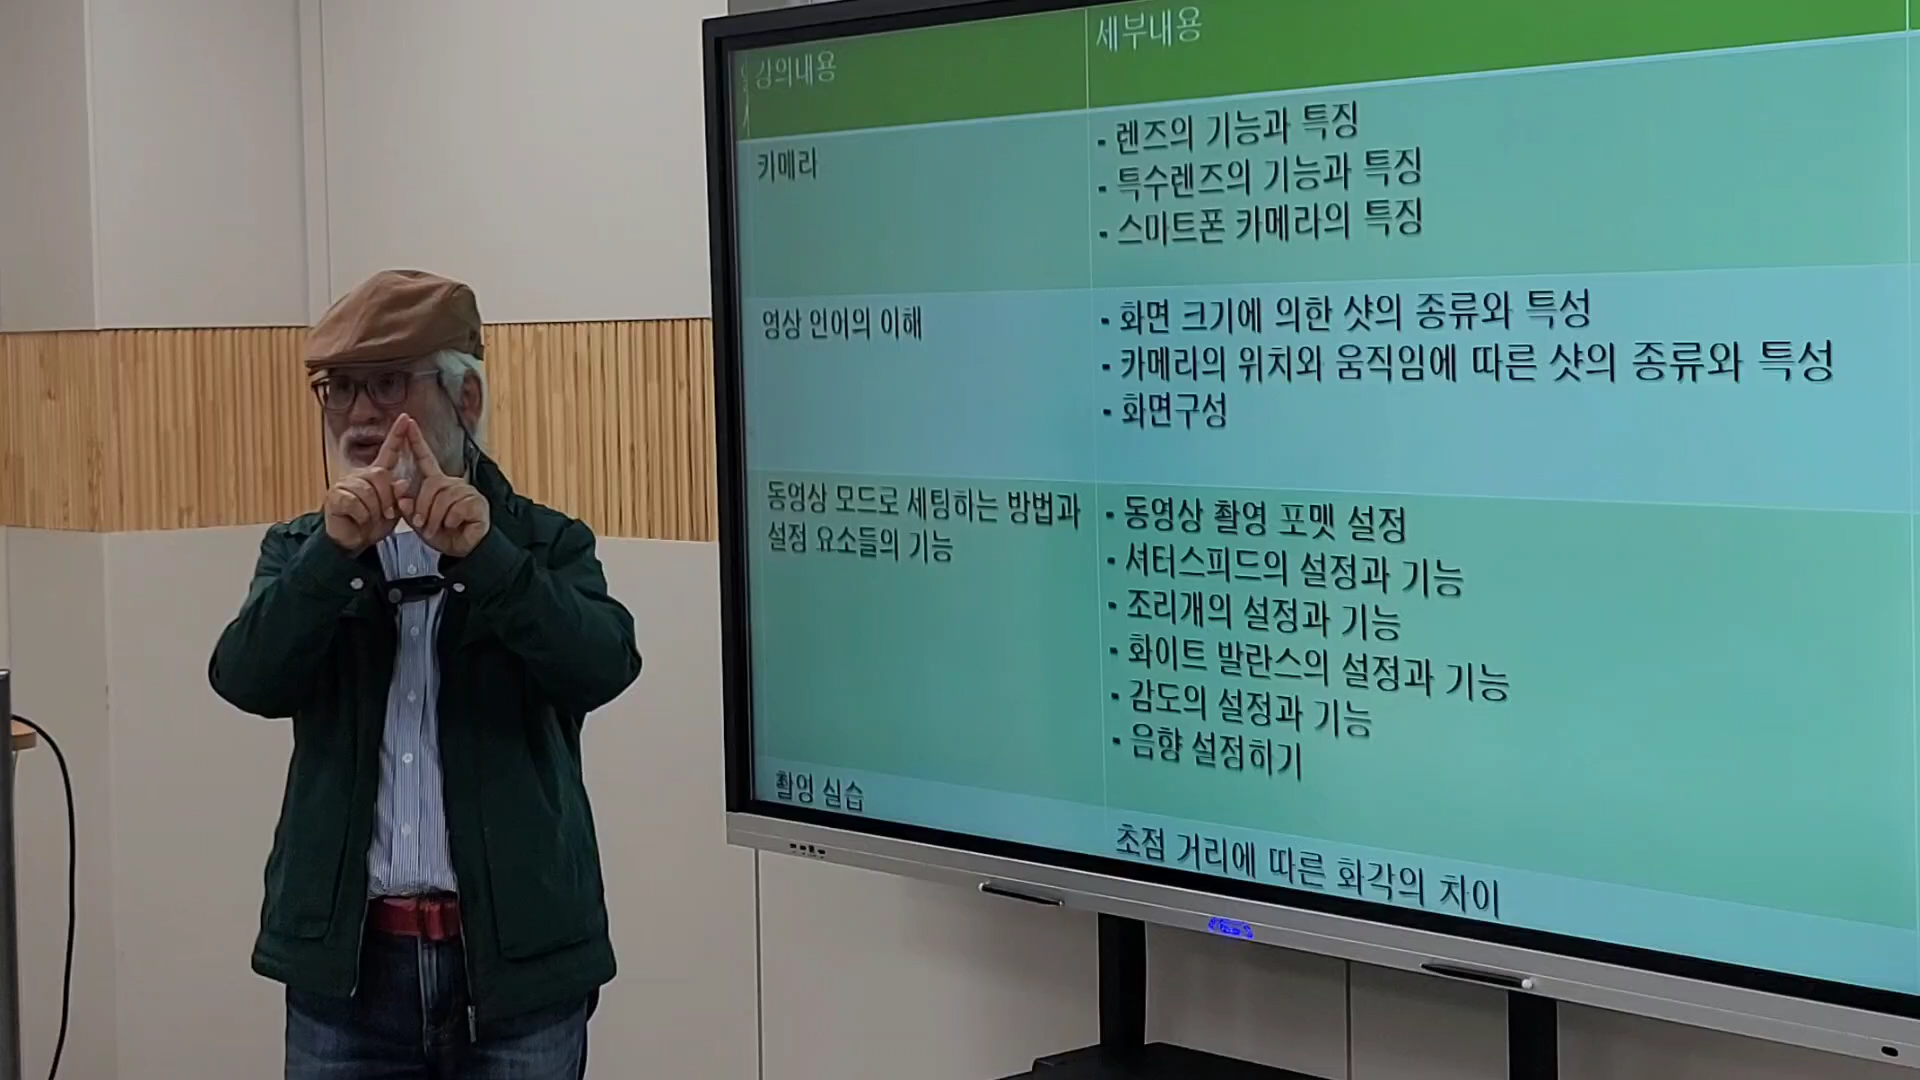 강의내용
세부내용
카메라
- 렌즈의 기능과 특징
- 특수렌즈의 기능과 특징
- 스마트폰 카메라의 특징
영상 언어의 이해
- 화면 크기에 의한 샷의 종류와 특성
- 카메라의 위치와 움직임에 따른 샷의 종류와 특성
- 화면구성
동영상 모드로 세팅하는 방법과
설정 요소들의 기능
- 동영상 촬영 포맷 설정
- 셔터스피드의 설정과 기능
- 조리개의 설정과 기능
- 화이트 발란스의 설정과 기능
- 감도의 설정과 기능
- 음향 설정하기
촬영 실습
초점 거리에 따른 화각의 차이